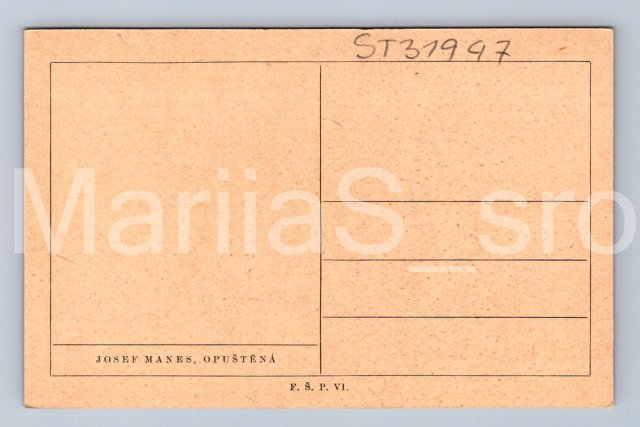 ST31947
MariiaS_sro
JOSEF MANES, OPUŠTĚNÁ
F. Š. P. VI.